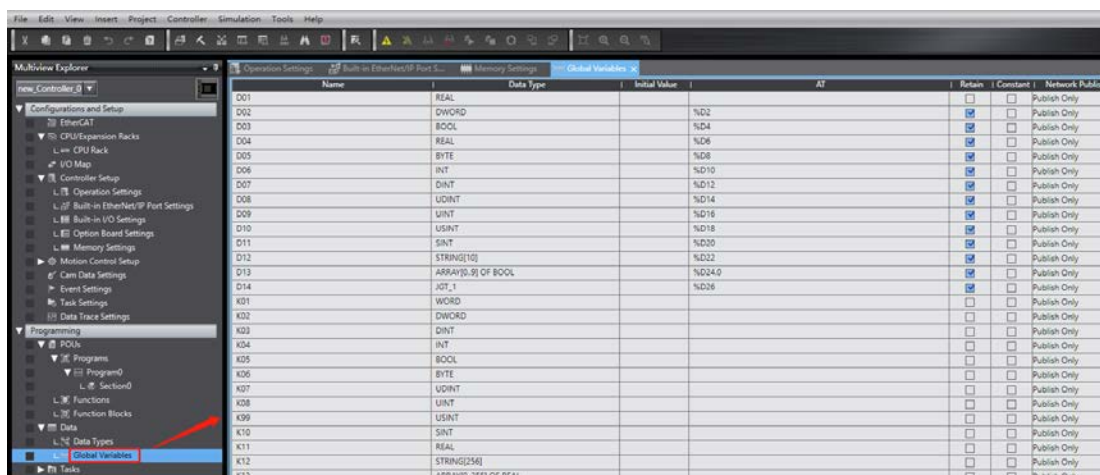 File Edit View Insert Project Controller Simulation Tools Help
Multiview Explorer
new_Controller_0
Configurations and Setup
EtherCAT
CPU/Expansion Racks
CPU Rack
I/O Map
Controller Setup
Operation Settings
Built-in EtherNet/IP Port Settings
Built-in I/O Settings
Option Board Settings
Memory Settings
Motion Control Setup
Cam Data Settings
Event Settings
Task Settings
Data Trace Settings
Programming
POUs
Programs
Program0
Section0
Functions
Function Blocks
Data
Data Types
Global Variables
Tasks
Operation Settings Built-in EtherNet/IP Port S... Memory Settings Global Variables x
Name Data Type Initial Value AT Retain Constant Network Publis
D01 REAL Publish Only
D02 DWORD %D2 Publish Only
D03 BOOL %D4 Publish Only
D04 REAL %D6 Publish Only
D05 BYTE %D8 Publish Only
D06 INT %D10 Publish Only
D07 DINT %D12 Publish Only
D08 UDINT %D14 Publish Only
D09 UINT %D16 Publish Only
D10 USINT %D18 Publish Only
D11 SINT %D20 Publish Only
D12 STRING[10] %D22 Publish Only
D13 ARRAY[0..9] OF BOOL %D24.0 Publish Only
D14 JGT_1 %D26 Publish Only
K01 WORD Publish Only
K02 DWORD Publish Only
K03 DINT Publish Only
K04 INT Publish Only
K05 BOOL Publish Only
K06 BYTE Publish Only
K07 UDINT Publish Only
K08 UINT Publish Only
K99 USINT Publish Only
K10 SINT Publish Only
K11 REAL Publish Only
K12 STRING[256] Publish Only